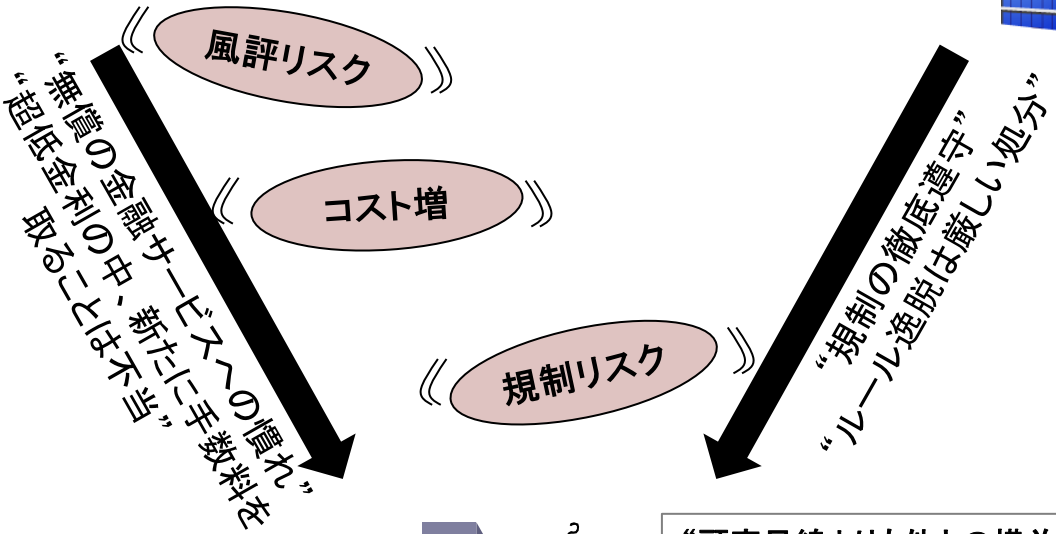 風評リスク
コスト増
規制リスク
“無償の金融サービスへの慣れ”
“超低金利の中、新たに手数料を
取ることは不当”
“規制の徹底遵守”
“ルール逸脱は厳しい処分”